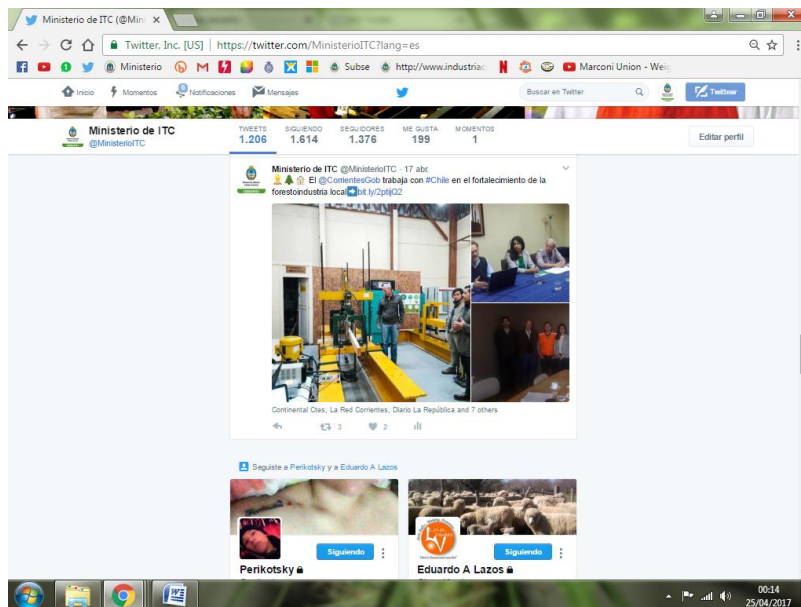 Ministerio de ITC (@Mini
Twitter, Inc. [US] | https://twitter.com/MinisterioITC?lang=es
Ministerio
Subse
http://www.industriac
Marconi Union - Weig
Inicio
Momentos
Notificaciones
Mensajes
Buscar en Twitter
Twittear
Ministerio de ITC
@MinisterioITC
TWEETS
1.206
SIGUIENDO
1.614
SEGUIDORES
1.376
ME GUSTA
199
MOMENTOS
1
Editar perfil
Ministerio de ITC @MinisterioITC · 17 abr.
El @CorrientesGob trabaja con #Chile en el fortalecimiento de la
forestoindustria local bit.ly/2ptijQ2
Continental Ctes, La Red Corrientes, Diario La República and 7 others
3
2
Seguiste a Perikotsky y a Eduardo A Lazos
Siguiendo
Siguiendo
Perikotsky
Eduardo A Lazos
00:14
25/04/2017